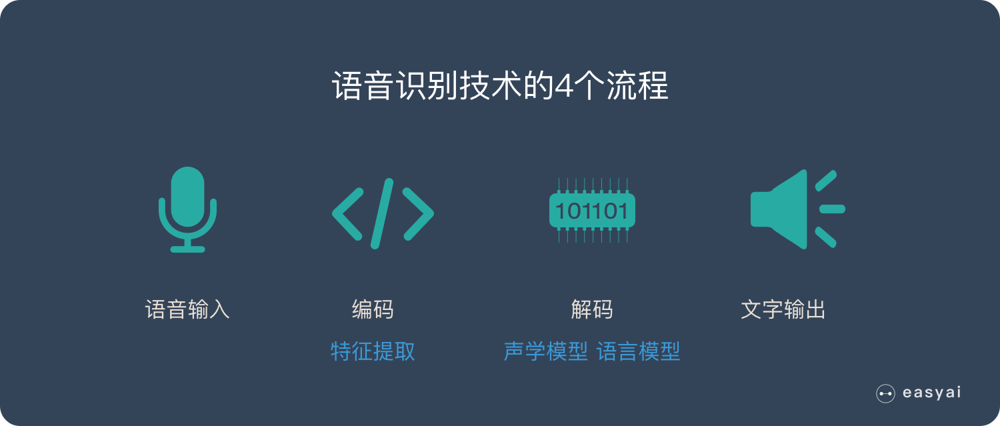 语音识别技术的4个流程
101101
语音输入 编码 解码 文字输出
特征提取 声学模型 语言模型
easyai